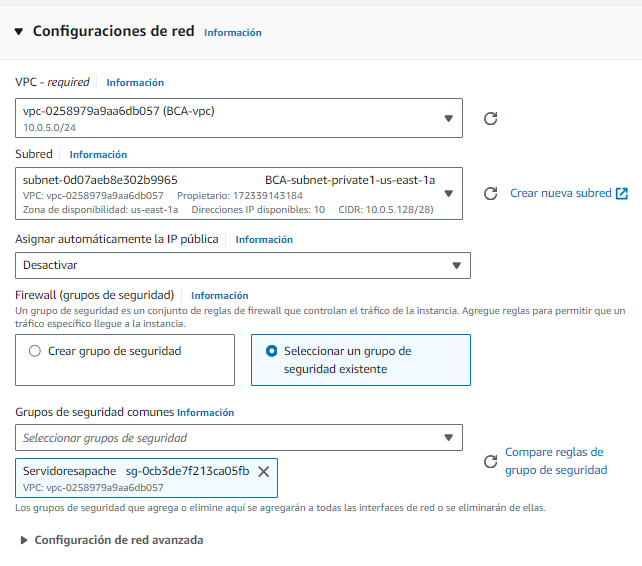 Configuraciones de red Información
VPC - required Información
vpc-0258979a9aa6db057 (BCA-vpc)
10.0.5.0/24
Subred Información
subnet-0d07aeb8e302b9965 BCA-subnet-private1-us-east-1a
VPC: vpc-0258979a9aa6db057 Propietario: 172339143184
Zona de disponibilidad: us-east-1a Direcciones IP disponibles: 10 CIDR: 10.0.5.128/28)
Crear nueva subred
Asignar automáticamente la IP pública Información
Desactivar
Firewall (grupos de seguridad) Información
Un grupo de seguridad es un conjunto de reglas de firewall que controlan el tráfico de la instancia. Agregue reglas para permitir que un
tráfico específico llegue a la instancia.
Crear grupo de seguridad
Seleccionar un grupo de
seguridad existente
Grupos de seguridad comunes Información
Seleccionar grupos de seguridad
Compare reglas de
grupo de seguridad
Servidoresapache sg-0cb3de7f213ca05fb
VPC: vpc-0258979a9aa6db057
Los grupos de seguridad que agrega o elimine aquí se agregarán a todas las interfaces de red o se eliminarán de ellas.
Configuración de red avanzada